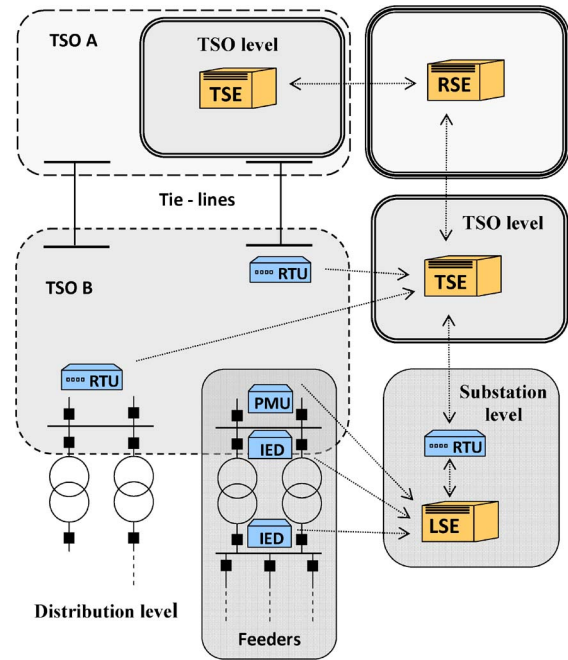 TSO A
TSO level
TSE
RSE
Tie - lines
TSO level
TSE
TSO B
RTU
RTU
PMU
IED
IED
Substation
level
RTU
LSE
Distribution level
Feeders